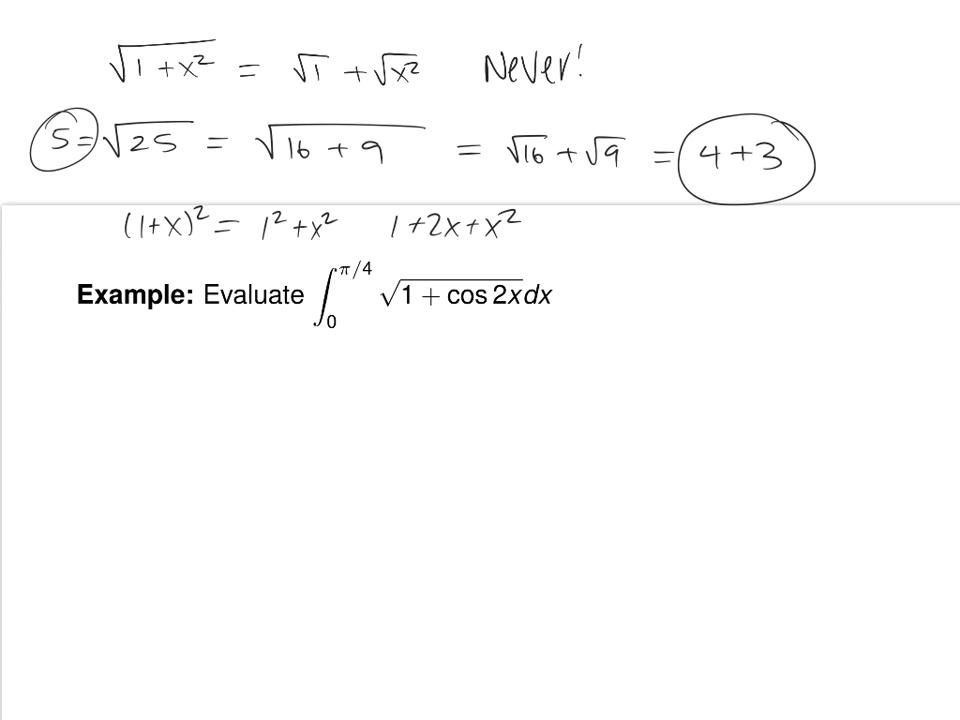 √(1 + x²) = √1 + √x² Never!
5 = √25 = √(16 + 9) = √16 + √9 = 4 + 3
(1+x)² = 1² + x² 1 + 2x + x²
Example: Evaluate ∫₀^(π/4) √(1 + cos 2x) dx